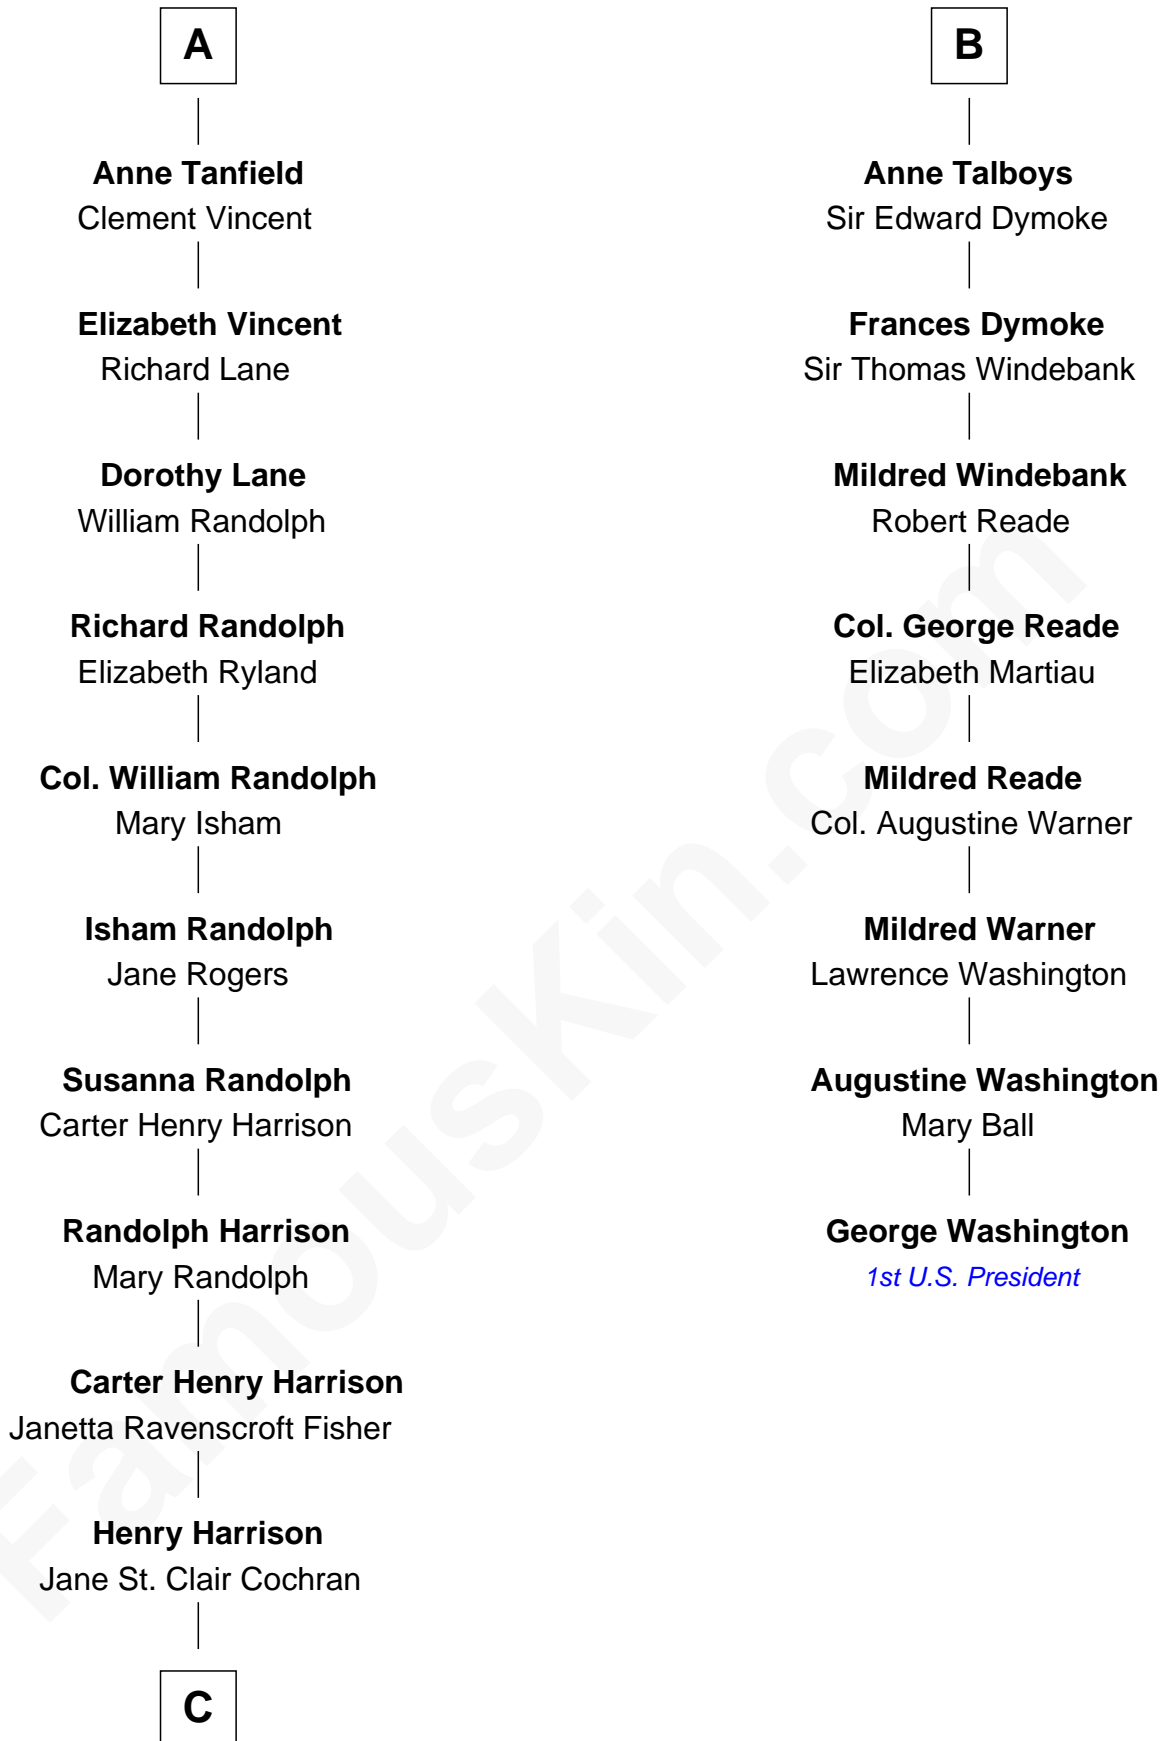 A
Anne Tanfield
Clement Vincent
Elizabeth Vincent
Richard Lane
Dorothy Lane
William Randolph
Richard Randolph
Elizabeth Ryland
Col. William Randolph
Mary Isham
Isham Randolph
Jane Rogers
Susanna Randolph
Carter Henry Harrison
Randolph Harrison
Mary Randolph
Carter Henry Harrison
Janetta Ravenscroft Fisher
Henry Harrison
Jane St. Clair Cochran
C
B
Anne Talboys
Sir Edward Dymoke
Frances Dymoke
Sir Thomas Windebank
Mildred Windebank
Robert Reade
Col. George Reade
Elizabeth Martiau
Mildred Reade
Col. Augustine Warner
Mildred Warner
Lawrence Washington
Augustine Washington
Mary Ball
George Washington
1st U.S. President
FamousKin.com